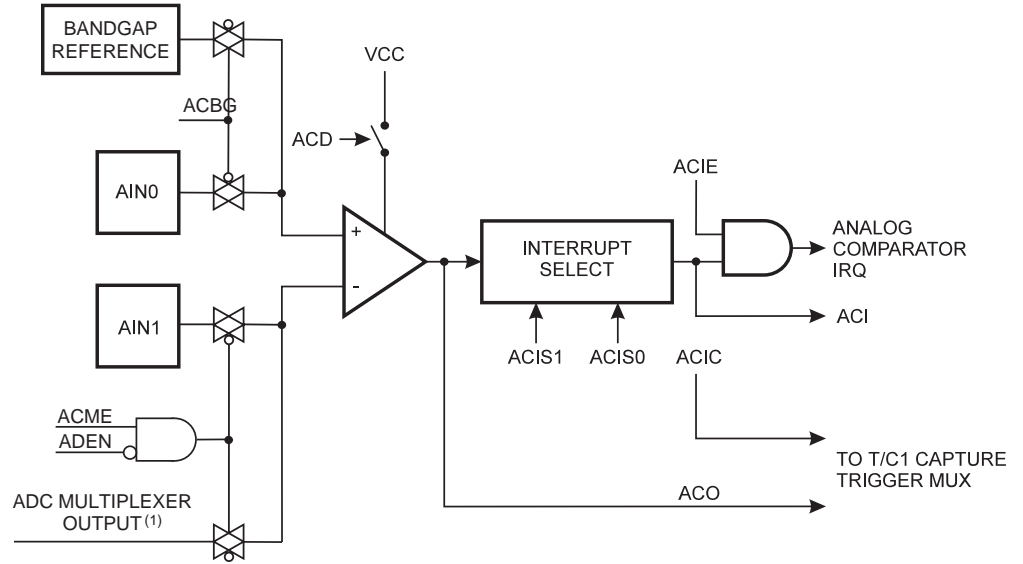 BANDGAP
REFERENCE
ACBG
VCC
ACD
AIN0
ACIE
+
-
INTERRUPT
SELECT
ANALOG
COMPARATOR
IRQ
AIN1
ACI
ACIS1
ACIS0
ACIC
ACME
ADEN
TO T/C1 CAPTURE
TRIGGER MUX
ACO
ADC MULTIPLEXER
OUTPUT (1)